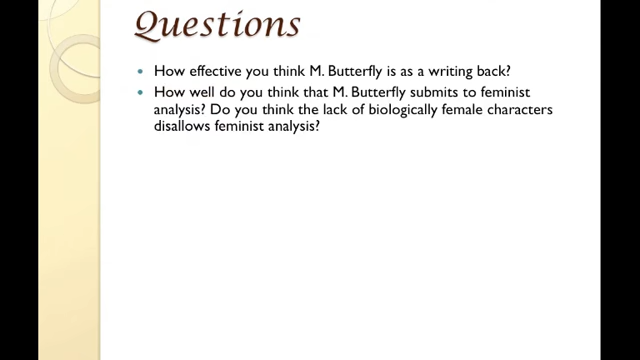 Questions
• How effective you think M. Butterfly is as a writing back?
• How well do you think that M. Butterfly submits to feminist
analysis? Do you think the lack of biologically female characters
disallows feminist analysis?